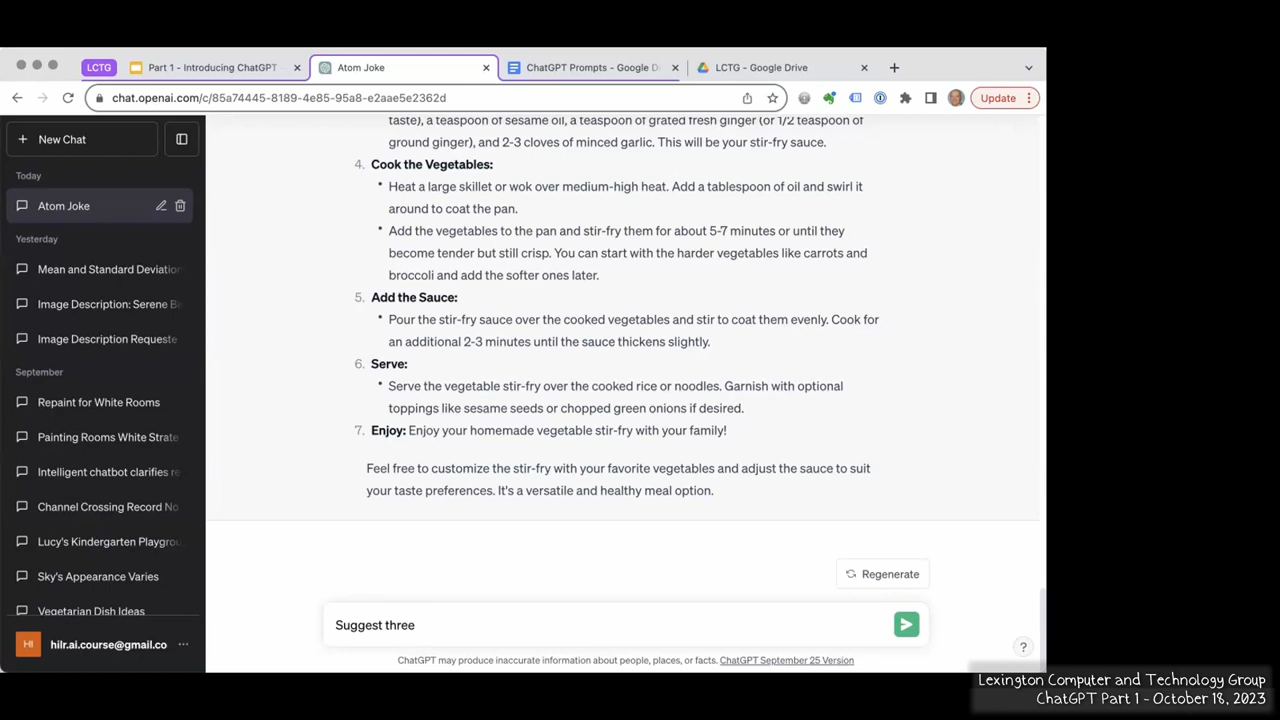 LCTG
Part 1 - Introducing ChatGPT -
Atom Joke
ChatGPT Prompts - Google D
LCTG - Google Drive
chat.openai.com/c/85a74445-8189-4e85-95a8-e2aae5e2362d
Update
New Chat
Today
Atom Joke
Yesterday
Mean and Standard Deviation
Image Description: Serene Be
Image Description Requeste
September
Repaint for White Rooms
Painting Rooms White Strate
Intelligent chatbot clarifies re
Channel Crossing Record No
Lucy's Kindergarten Playgrou
Sky's Appearance Varies
Vegetarian Dish Ideas
HI
hilr.ai.course@gmail.co
taste), a teaspoon of sesame oil, a teaspoon of grated fresh ginger (or 1/2 teaspoon of
ground ginger), and 2-3 cloves of minced garlic. This will be your stir-fry sauce.
4. Cook the Vegetables:
• Heat a large skillet or wok over medium-high heat. Add a tablespoon of oil and swirl it
around to coat the pan.
• Add the vegetables to the pan and stir-fry them for about 5-7 minutes or until they
become tender but still crisp. You can start with the harder vegetables like carrots and
broccoli and add the softer ones later.
5. Add the Sauce:
• Pour the stir-fry sauce over the cooked vegetables and stir to coat them evenly. Cook for
an additional 2-3 minutes until the sauce thickens slightly.
6. Serve:
• Serve the vegetable stir-fry over the cooked rice or noodles. Garnish with optional
toppings like sesame seeds or chopped green onions if desired.
7. Enjoy: Enjoy your homemade vegetable stir-fry with your family!
Feel free to customize the stir-fry with your favorite vegetables and adjust the sauce to suit
your taste preferences. It's a versatile and healthy meal option.
Regenerate
Suggest three
ChatGPT may produce inaccurate information about people, places, or facts. ChatGPT September 25 Version
?
Lexington Computer and Technology Group
ChatGPT Part 1 - October 18, 2023